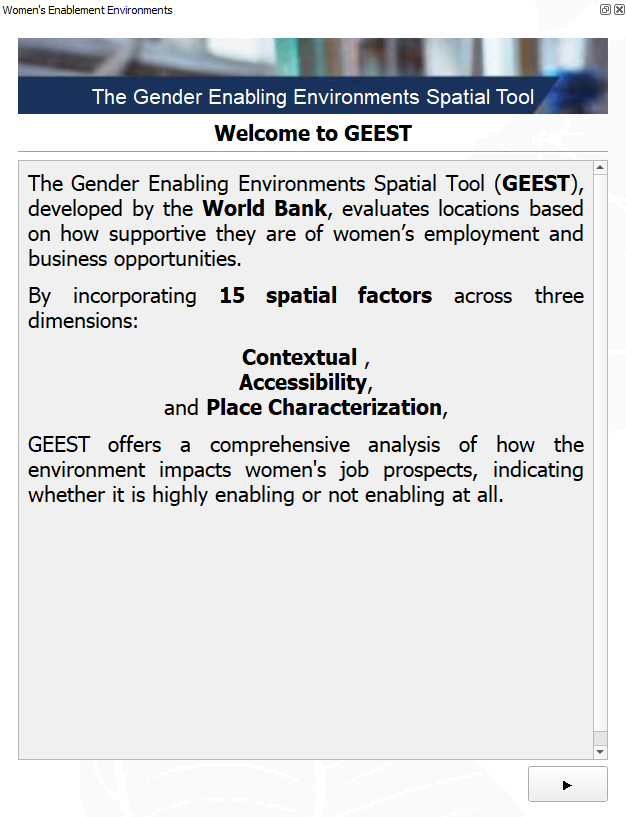 Women's Enablement Environments
The Gender Enabling Environments Spatial Tool
Welcome to GEEST
The Gender Enabling Environments Spatial Tool (GEEST),
developed by the World Bank, evaluates locations based
on how supportive they are of women’s employment and
business opportunities.
By incorporating 15 spatial factors across three
dimensions:
Contextual ,
Accessibility,
and Place Characterization,
GEEST offers a comprehensive analysis of how the
environment impacts women's job prospects, indicating
whether it is highly enabling or not enabling at all.